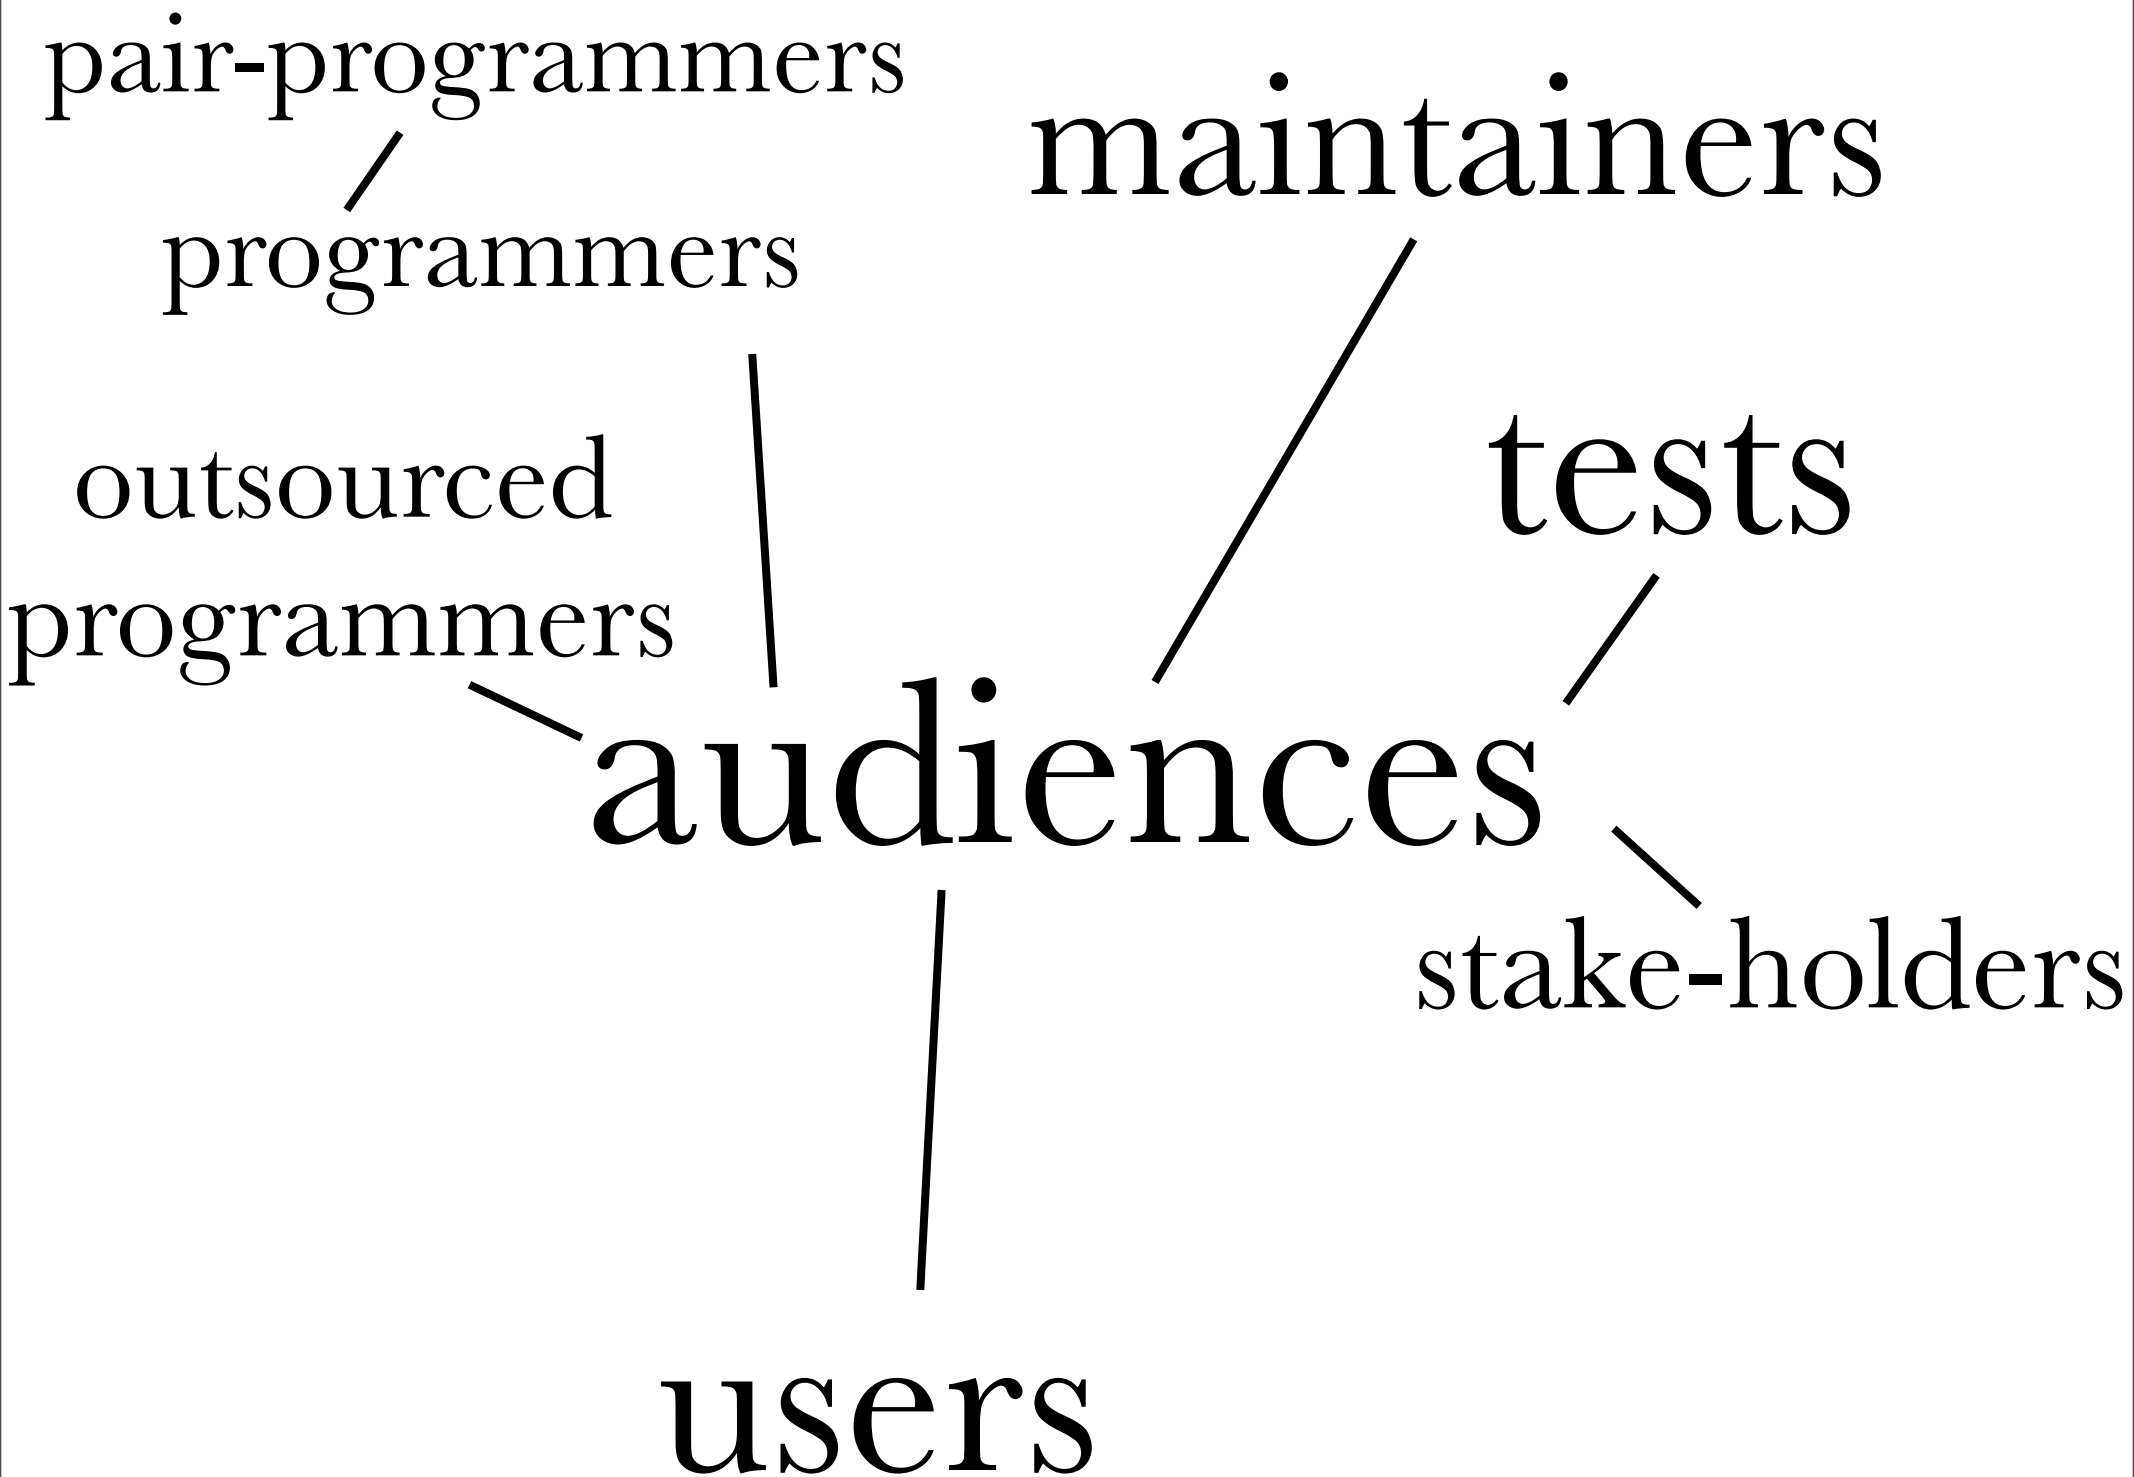 pair-programmers
maintainers
programmers
tests
outsourced
programmers
audiences
stake-holders
users